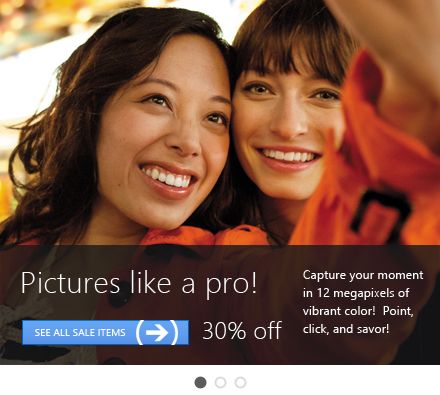 Pictures like a pro!
SEE ALL SALE ITEMS
30% off
Capture your moment
in 12 megapixels of
vibrant color!  Point,
click, and savor!